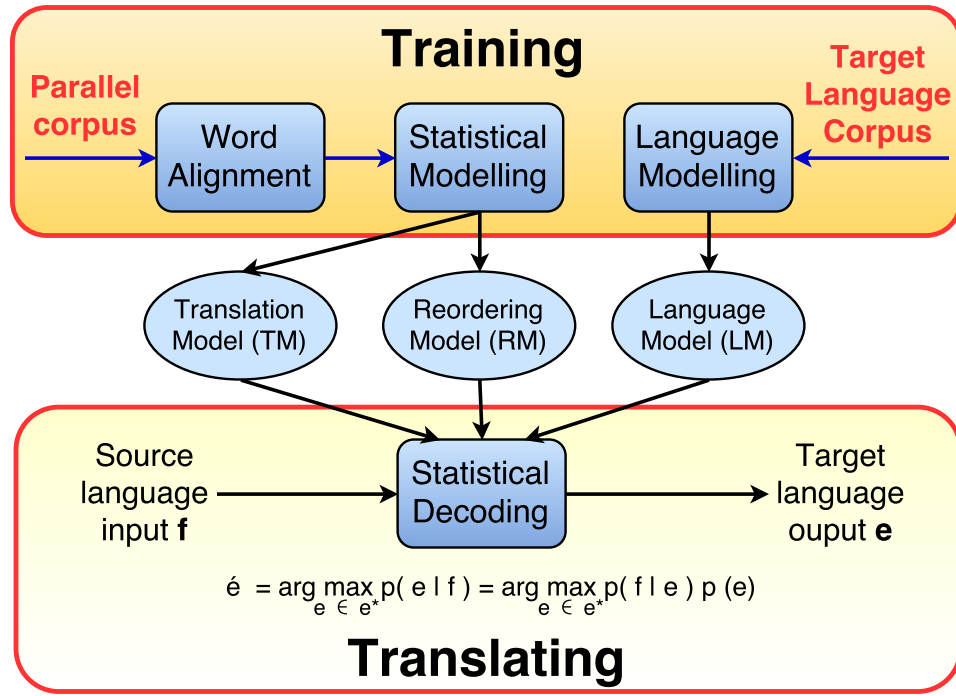 Training
Parallel
corpus
Target
Language
Corpus
Word
Alignment
Statistical
Modelling
Language
Modelling
Translation
Model (TM)
Reordering
Model (RM)
Language
Model (LM)
Source
language
input f
Statistical
Decoding
Target
language
ouput e
é = arg max p( e | f ) = arg max p( f | e ) p (e)
e ∈ e* e ∈ e*
Translating